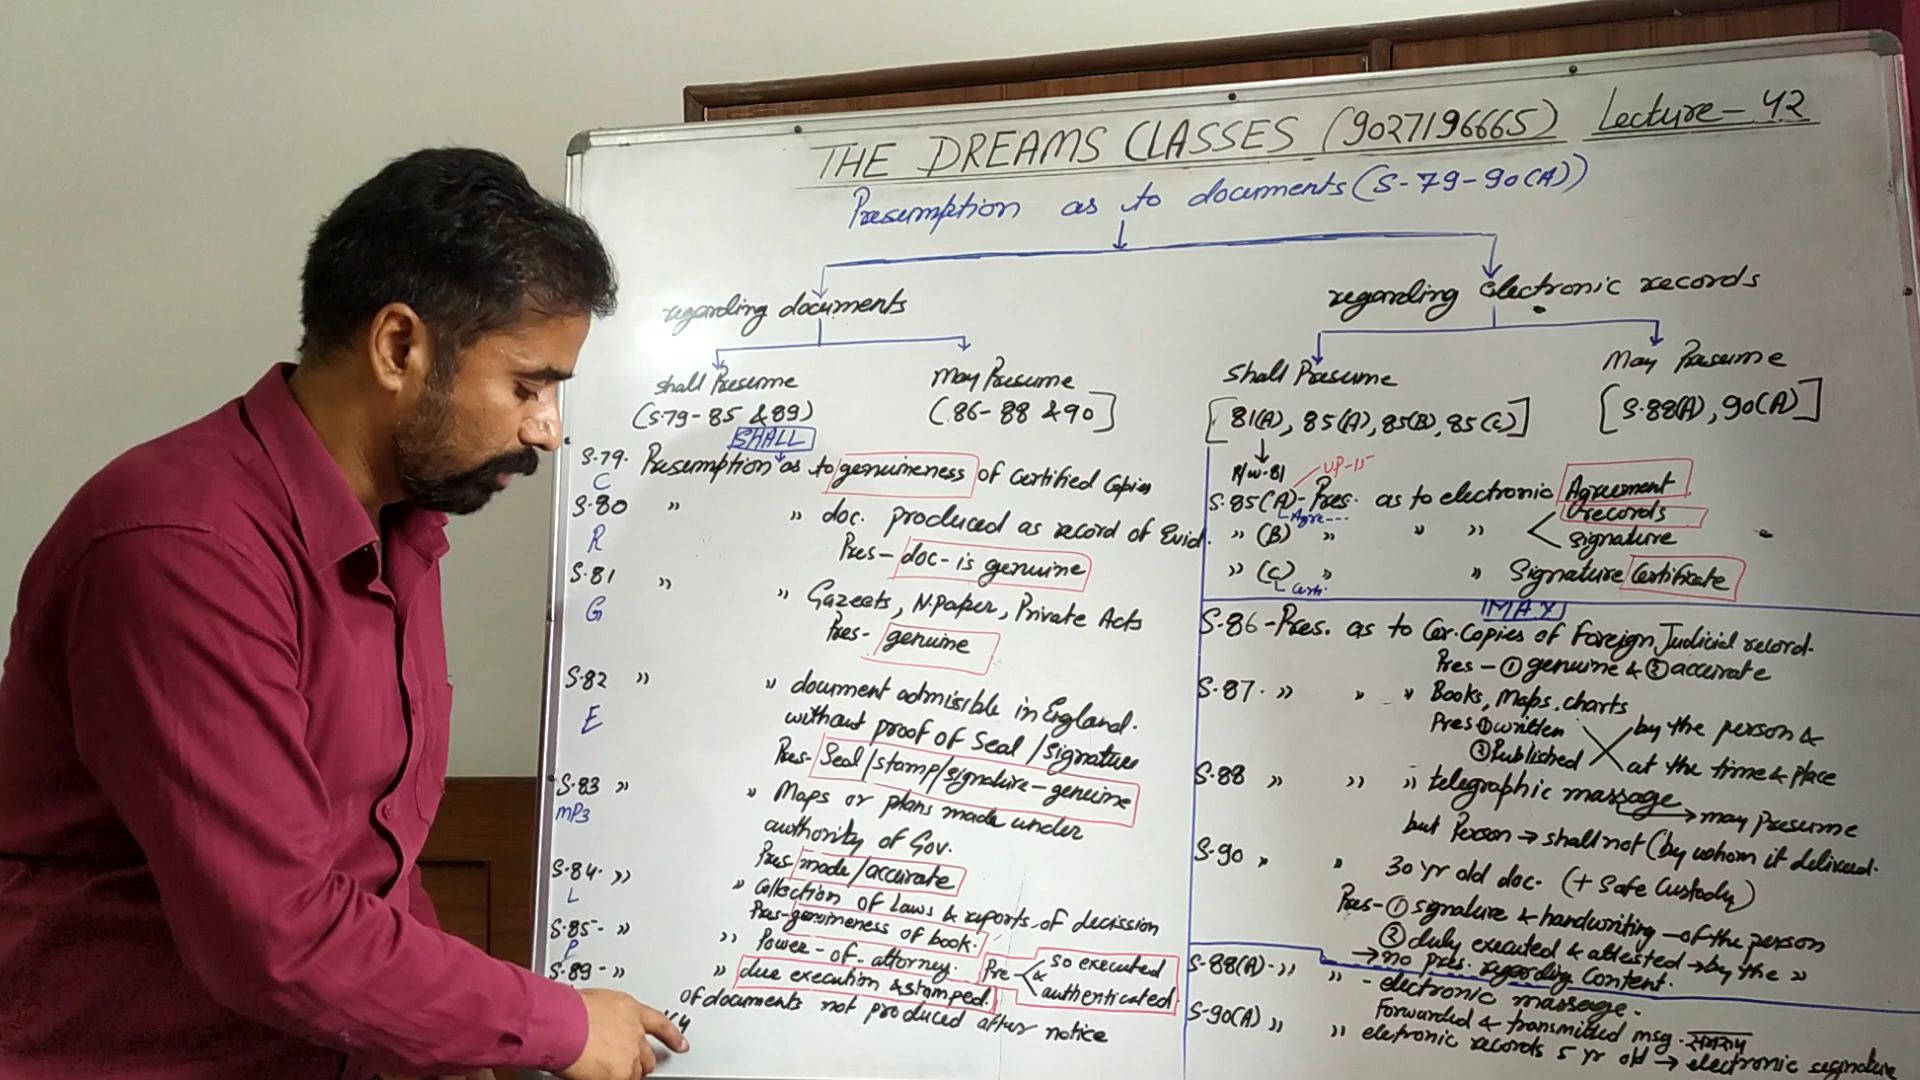 THE DREAMS CLASSES (9027196665) Lecture-42
Presumption as to documents (S-79-90(A))
regarding documents
regarding electronic records
shall Presume
May Presume
shall Presume
May Presume
(S.79-85 & 89)
(86-88 & 90]
[81(A), 85(A), 85(B), 85(C)]
[S.88(A), 90(A)]
SHALL
S.79. Presumption as to genuineness of Certified Copies
C
S.80 " " doc. produced as record of Evid.
R
Pres- doc-is genuine
S.81 " " Gazeets, N.Paper, Private Acts
G
Pres- genuine
S.82 " " document admissible in England.
E
without proof of Seal/Signature
Pres- Seal/stamp/signature-genuine
S.83 " " Maps or plans made under
MP3
authority of Gov.
Pres- made/accurate
S.84. " " Collection of Laws & reports of decission
L
Pres-genuineness of book.
S.85- " " Power-of-attorney. Pre- so executed & authenticated
P
S.89- " " due execution & stamped.
of documents not produced after notice
R/w.81
UP-15
S.85(A)- Pres. as to electronic Agreement
Agre---
" (B) " " " records
signature
" (C) " " Signature Certificate
Certi.
MAY
S.86-Pres. as to Cer.Copies of Foreign Judicial record.
Pres- ① genuine & ② accurate
S.87. " " " Books, Maps, charts
Pres ① written by the person &
② Published at the time & place
S.88 " " " telegraphic massage → may presume
but Person → shall not (by whom it delivered.
S.90 " " 30 yr old doc. (+ Safe Custody)
Pres- ① signature & handwriting -of the person
② duly executed & attested → by the "
→ no pres. regarding Content.
S-88(A)- " " - electronic massage.
Forwarded & transmitted msg.
S-90(A) " " eletronic records 5 yr old → electronic segnature